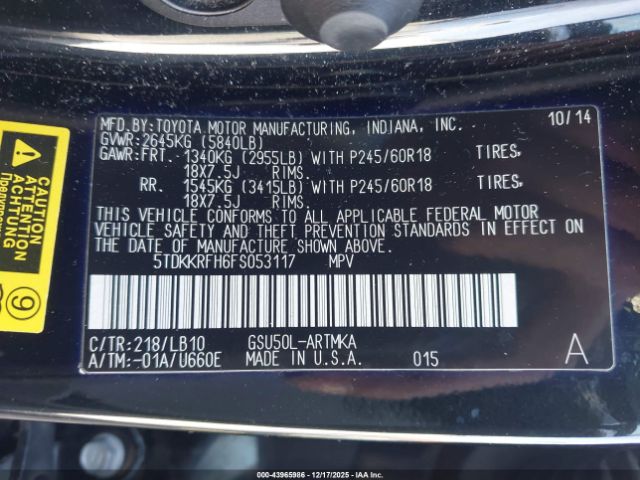 MFD.BY:TOYOTA MOTOR MANUFACTURING, INDIANA, INC. 10/14
GVWR:2645KG (5840LB)
GAWR:FRT. 1340KG (2955LB) WITH P245/60R18 TIRES,
18X7.5J RIMS.
RR. 1545KG (3415LB) WITH P245/60R18 TIRES,
18X7.5J RIMS.
THIS VEHICLE CONFORMS TO ALL APPLICABLE FEDERAL MOTOR
VEHICLE SAFETY AND THEFT PREVENTION STANDARDS IN EFFECT ON
THE DATE OF MANUFACTURE SHOWN ABOVE.
5TDKKRFH6FS053117 MPV
C/TR:218/LB10 GSU50L-ARTMKA
A/TM:-01A/U660E MADE IN U.S.A. 015 A
CAUTION
ATTENTION
ACHTUNG
9
GSO--43965986 | 12/17/2025 - © IAA Holdings, LLC